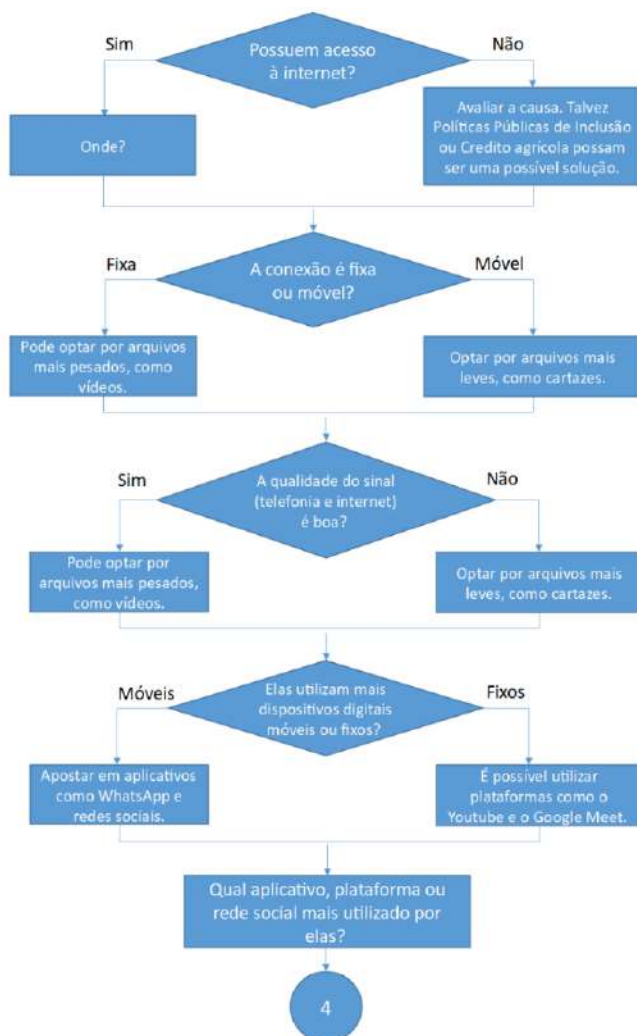 Sim
Possuem acesso
à internet?
Não
Onde?
Avaliar a causa. Talvez
Políticas Públicas de Inclusão
ou Credito agrícola possam
ser uma possível solução.
Fixa
A conexão é fixa
ou móvel?
Móvel
Pode optar por arquivos
mais pesados, como
vídeos.
Optar por arquivos mais
leves, como cartazes.
Sim
A qualidade do sinal
(telefonia e internet)
é boa?
Não
Pode optar por
arquivos mais pesados,
como vídeos.
Optar por arquivos mais
leves, como cartazes.
Móveis
Elas utilizam mais
dispositivos digitais
móveis ou fixos?
Fixos
Apostar em aplicativos
como WhatsApp e
redes sociais.
É possível utilizar
plataformas como o
Youtube e o Google Meet.
Qual aplicativo, plataforma ou
rede social mais utilizado por
elas?
4